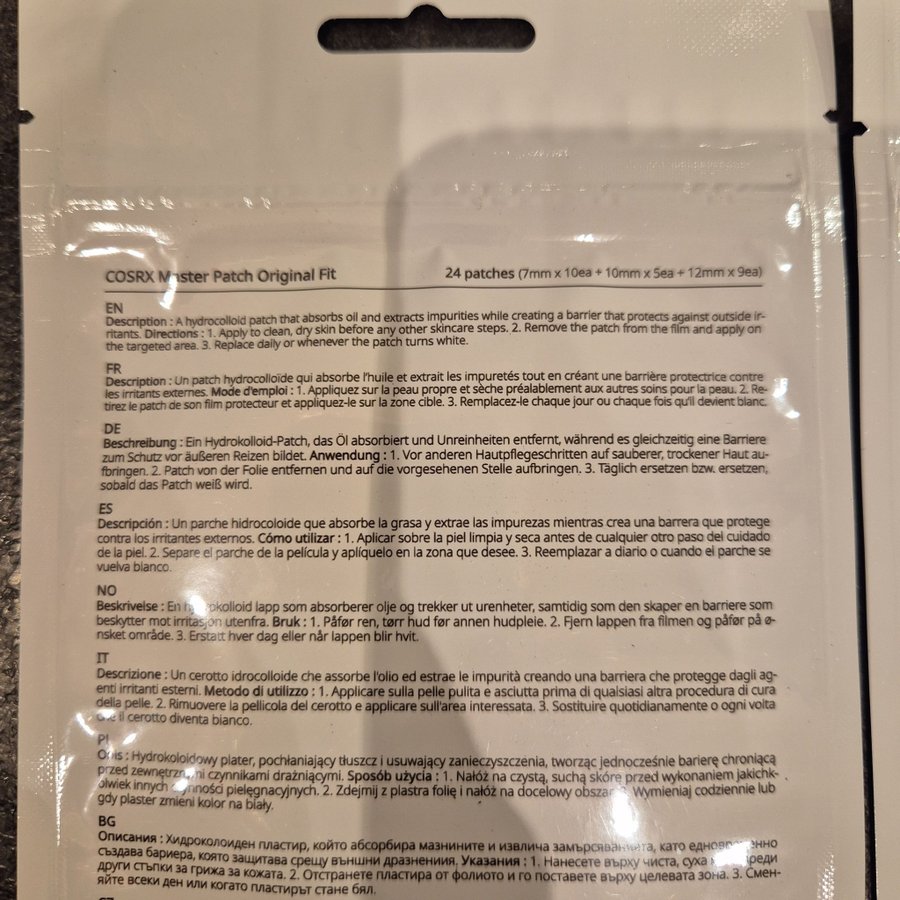 COSRX Master Patch Original Fit 24 patches (7mm x 10ea + 10mm x 5ea + 12mm x 9ea)
EN
Description : A hydrocolloid patch that absorbs oil and extracts impurities while creating a barrier that protects against outside ir-
ritants. Directions : 1. Apply to clean, dry skin before any other skincare steps. 2. Remove the patch from the film and apply on
the targeted area. 3. Replace daily or whenever the patch turns white.
FR
Description : Un patch hydrocolloïde qui absorbe l'huile et extrait les impuretés tout en créant une barrière protectrice contre
les irritants externes. Mode d'emploi : 1. Appliquez sur la peau propre et sèche préalablement aux autres soins pour la peau. 2. Re-
tirez le patch de son film protecteur et appliquez-le sur la zone cible. 3. Remplacez-le chaque jour ou chaque fois qu'il devient blanc.
DE
Beschreibung : Ein Hydrokolloid-Patch, das Öl absorbiert und Unreinheiten entfernt, während es gleichzeitig eine Barriere
zum Schutz vor äußeren Reizen bildet. Anwendung : 1. Vor anderen Hautpflegeschritten auf sauberer, trockener Haut au-
fbringen. 2. Patch von der Folie entfernen und auf die vorgesehenen Stelle aufbringen. 3. Täglich ersetzen bzw. ersetzen,
sobald das Patch weiß wird.
ES
Descripción : Un parche hidrocoloide que absorbe la grasa y extrae las impurezas mientras crea una barrera que protege
contra los irritantes externos. Cómo utilizar : 1. Aplicar sobre la piel limpia y seca antes de cualquier otro paso del cuidado
de la piel. 2. Separe el parche de la película y aplíquelo en la zona que desee. 3. Reemplazar a diario o cuando el parche se
vuelva blanco.
NO
Beskrivelse : En hydrokolloid lapp som absorberer olje og trekker ut urenheter, samtidig som den skaper en barriere som
beskytter mot irritasjon utenfra. Bruk : 1. Påfør ren, tørr hud før annen hudpleie. 2. Fjern lappen fra filmen og påfør på ø-
nsket område. 3. Erstatt hver dag eller når lappen blir hvit.
IT
Descrizione : Un cerotto idrocolloide che assorbe l'olio ed estrae le impurità creando una barriera che protegge dagli ag-
enti irritanti esterni. Metodo di utilizzo : 1. Applicare sulla pelle pulita e asciutta prima di qualsiasi altra procedura di cura
della pelle. 2. Rimuovere la pellicola del cerotto e applicare sull'area interessata. 3. Sostituire quotidianamente o ogni volta
che il cerotto diventa bianco.
PL
Opis : Hydrokoloidowy plater, pochłaniający tłuszcz i usuwający zanieczyszczenia, tworząc jednocześnie barierę chroniącą
przed zewnętrznymi czynnikami drażniącymi. Sposób użycia : 1. Nałóż na czystą, suchą skórę przed wykonaniem jakichk-
olwiek innych czynności pielęgnacyjnych. 2. Zdejmij z plastra folię i nałóż na docelowy obszar. 3. Wymieniaj codziennie lub
gdy plaster zmieni kolor na biały.
BG
Описания : Хидроколоиден пластир, който абсорбира мазнините и извлича замърсяванията, като едновременно
създава бариера, която защитава срещу външни дразнениия. Указания : 1. Нанесете върху чиста, суха преди
други стъпки за грижа за кожата. 2. Отстранете пластира от фолиото и го поставете върху целевата зона. 3. Смен-
яйте всеки ден или когато пластирът стане бял.